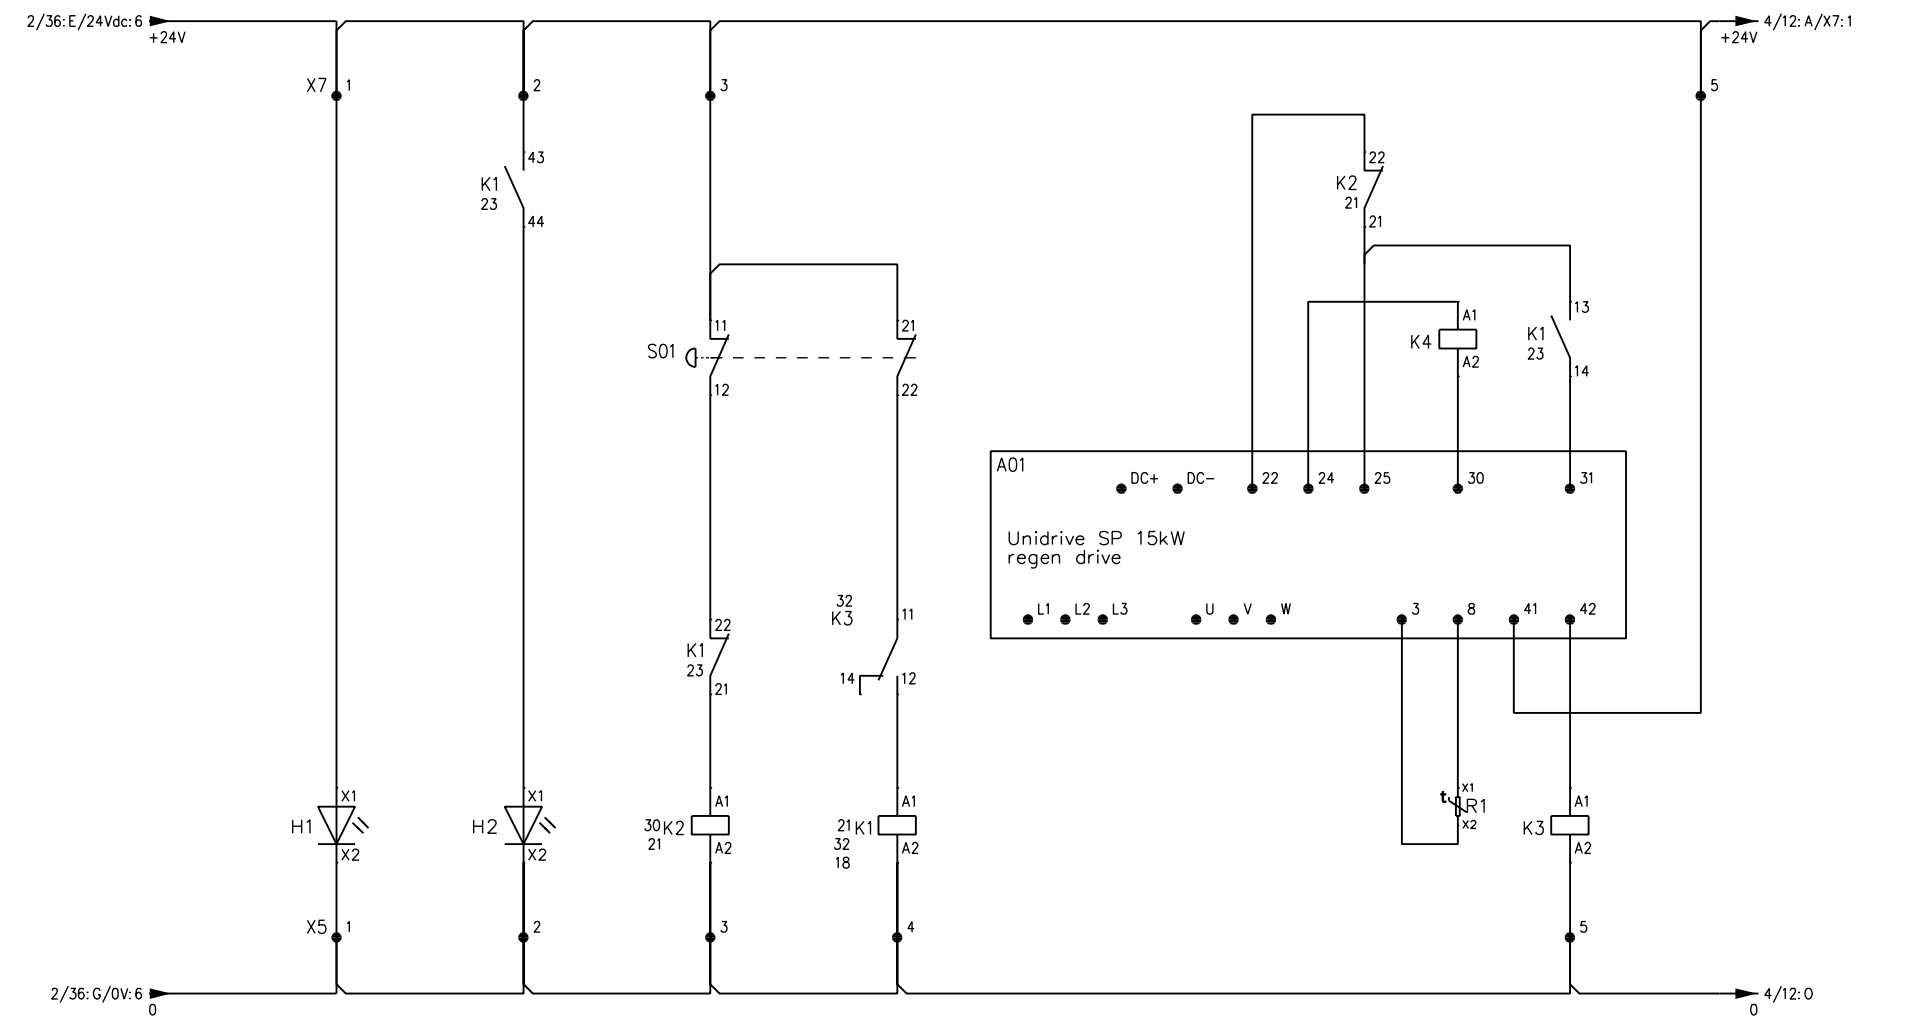 2/36:E/24Vdc:6
+24V
4/12:A/X7:1
+24V
X7 1
2
3
5
43
K1
23
44
22
K2
21
21
11
S01
12
21
22
A1
K4
A2
13
K1
23
14
A01
DC+ DC- 22 24 25 30 31
Unidrive SP 15kW
regen drive
L1 L2 L3 U V W 3 8 41 42
22
K1
23
21
32
K3
11
14
12
X1
H1
X2
X1
H2
X2
A1
30 K2
21
A2
A1
21 K1
32
18
A2
X1
t R1
X2
A1
K3
A2
X5 1
2
3
4
5
2/36:G/0V:6
0
4/12:0
0